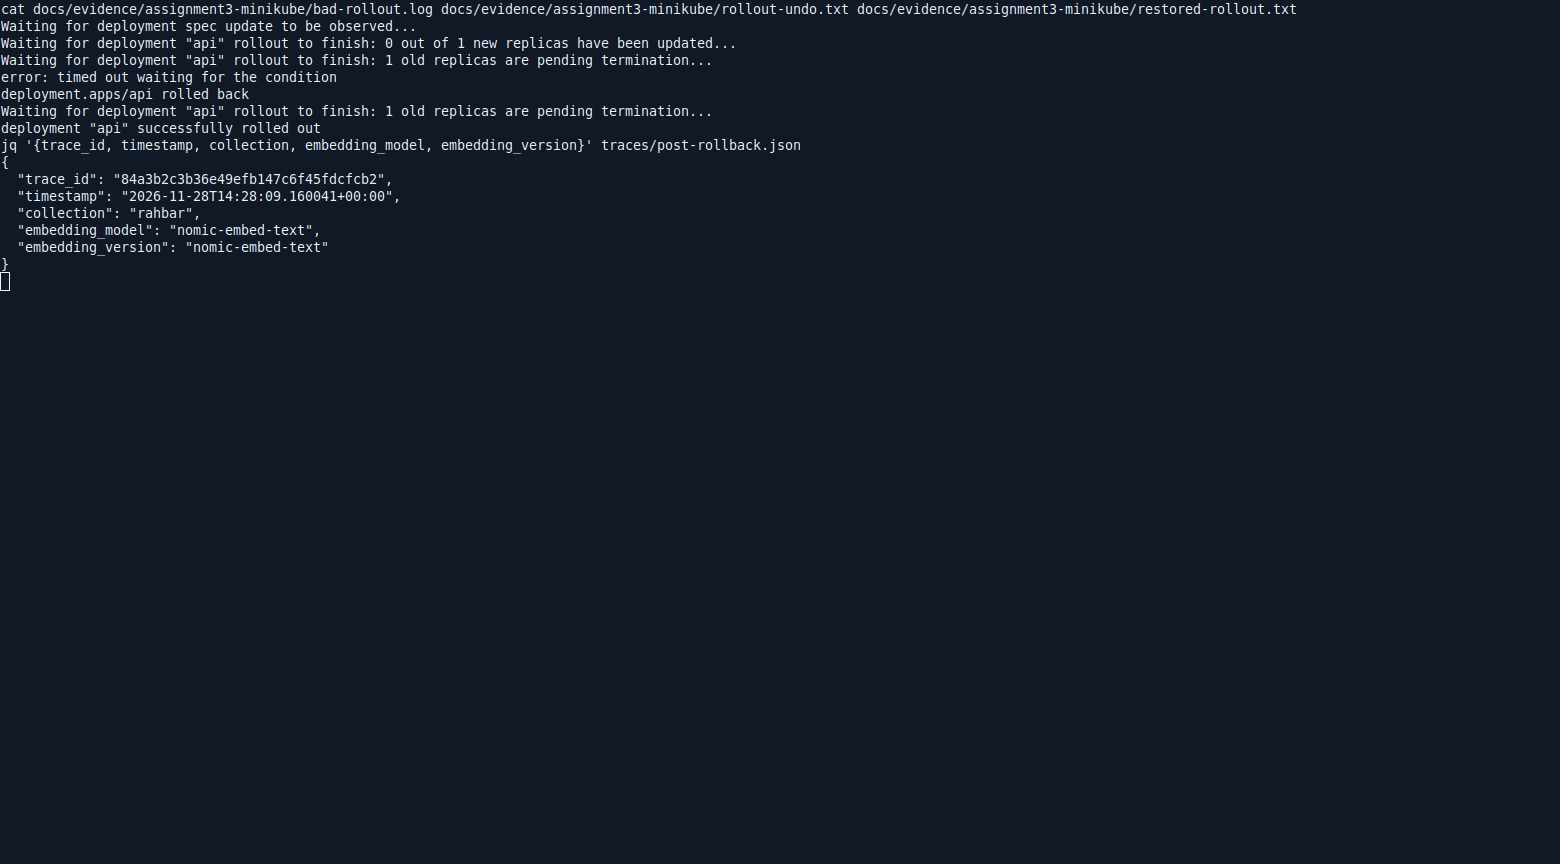 cat docs/evidence/assignment3-minikube/bad-rollout.log docs/evidence/assignment3-minikube/rollout-undo.txt docs/evidence/assignment3-minikube/restored-rollout.txt
Waiting for deployment spec update to be observed...
Waiting for deployment "api" rollout to finish: 0 out of 1 new replicas have been updated...
Waiting for deployment "api" rollout to finish: 1 old replicas are pending termination...
error: timed out waiting for the condition
deployment.apps/api rolled back
Waiting for deployment "api" rollout to finish: 1 old replicas are pending termination...
deployment "api" successfully rolled out
jq '{trace_id, timestamp, collection, embedding_model, embedding_version}' traces/post-rollback.json
{
  "trace_id": "84a3b2c3b36e49efb147c6f45fdcfcb2",
  "timestamp": "2026-11-28T14:28:09.160041+00:00",
  "collection": "rahbar",
  "embedding_model": "nomic-embed-text",
  "embedding_version": "nomic-embed-text"
}